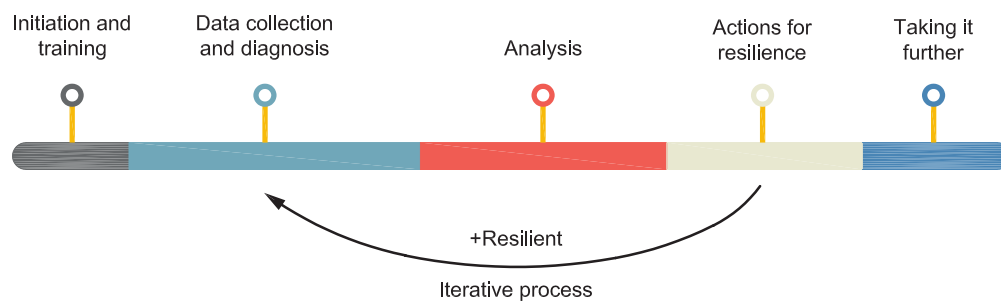 Initiation and
training
Data collection
and diagnosis
Analysis
Actions for
resilience
Taking it
further
+Resilient
Iterative process